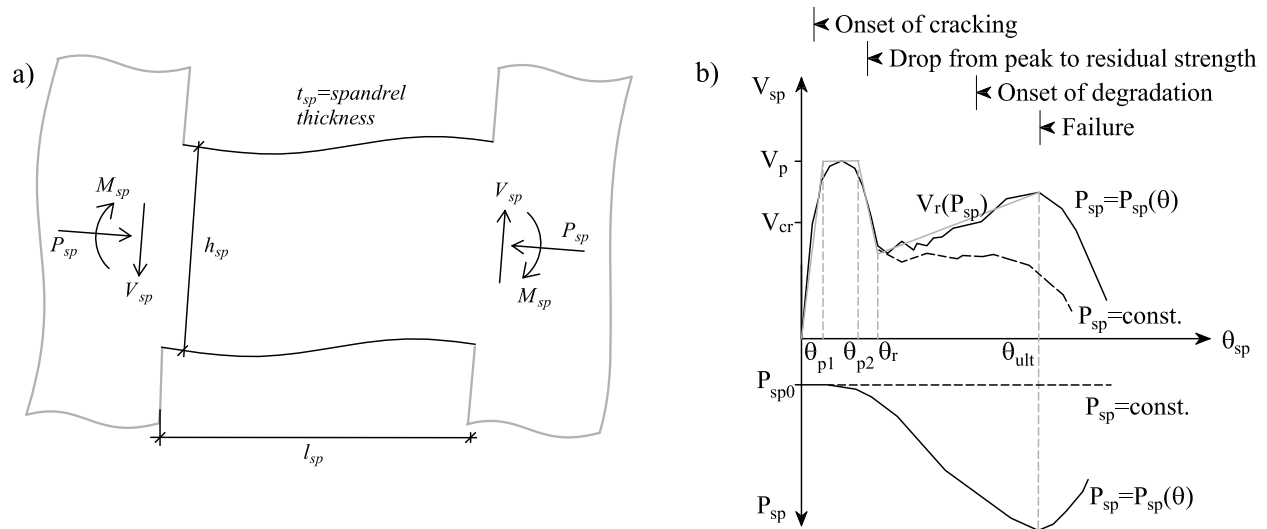 a)
t_sp=spandrel
thickness
M_sp
P_sp
V_sp
h_sp
V_sp
P_sp
M_sp
l_sp
b)
Onset of cracking
Drop from peak to residual strength
Onset of degradation
Failure
V_sp
V_p
V_cr
V_r(P_sp)
P_sp=P_sp(θ)
P_sp=const.
θ_p1 θ_p2 θ_r θ_ult θ_sp
P_sp0
P_sp=const.
P_sp
P_sp=P_sp(θ)